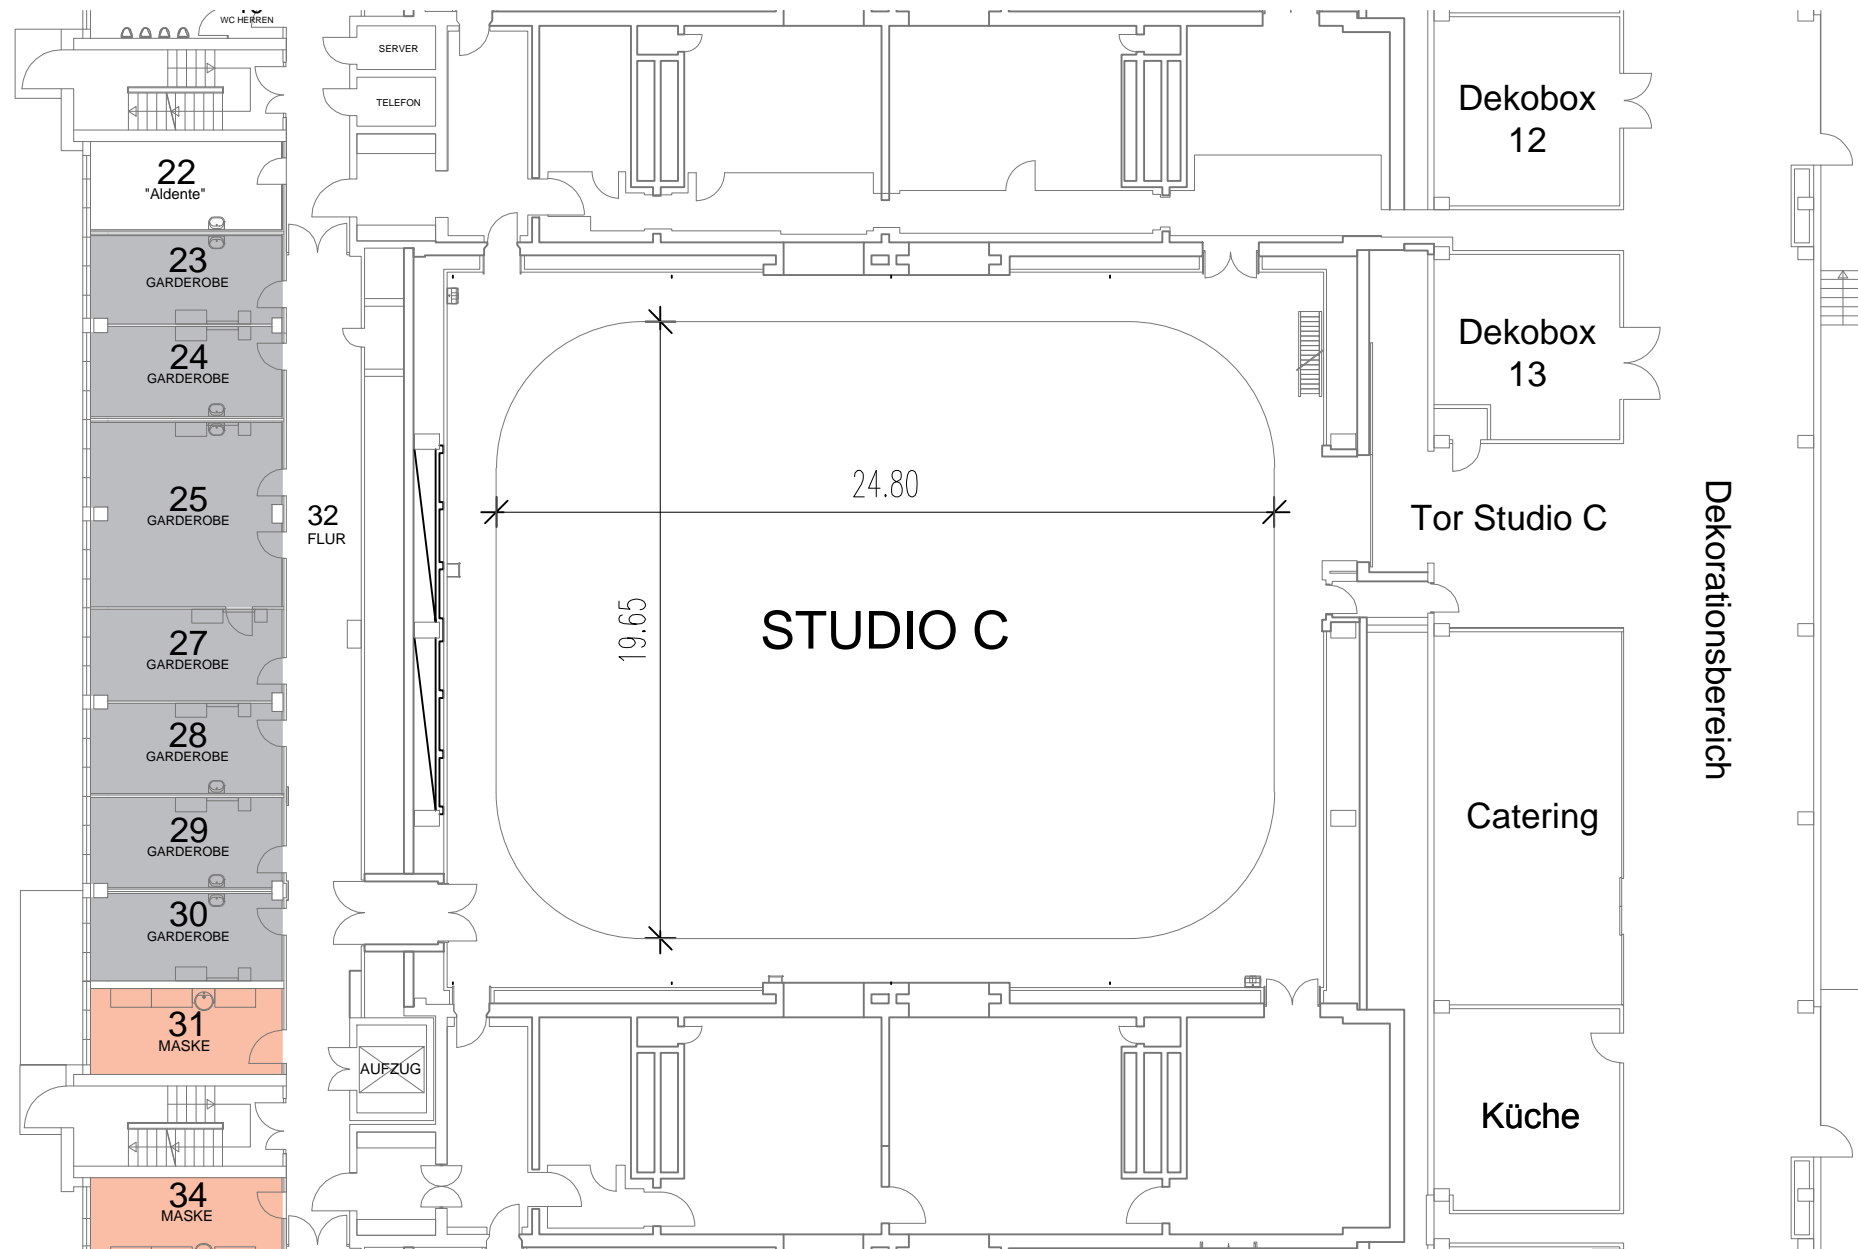 WC HERREN
SERVER
TELEFON
22
"Aldente"
23
GARDEROBE
24
GARDEROBE
25
GARDEROBE
27
GARDEROBE
28
GARDEROBE
29
GARDEROBE
30
GARDEROBE
31
MASKE
34
MASKE
32
FLUR
AUFZUG
24.80
19.65
STUDIO C
Dekobox
12
Dekobox
13
Tor Studio C
Catering
Küche
Dekorationsbereich